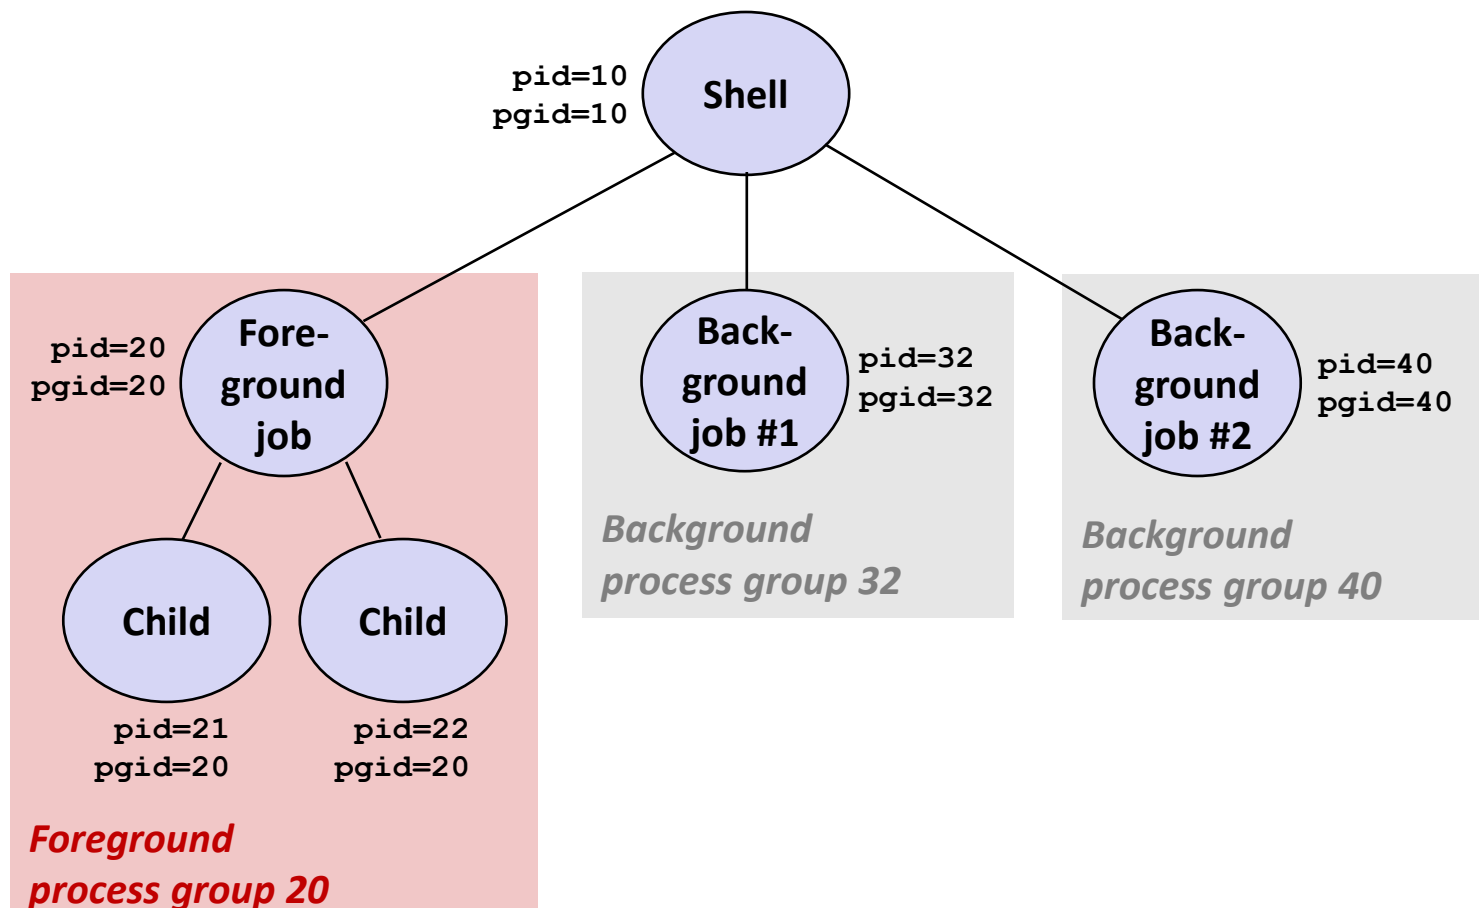 pid=10
pgid=10
Shell
pid=20
pgid=20
Fore-
ground
job
Back-
ground
job #1
pid=32
pgid=32
Back-
ground
job #2
pid=40
pgid=40
Background
process group 32
Background
process group 40
Child
Child
pid=21
pgid=20
pid=22
pgid=20
Foreground
process group 20